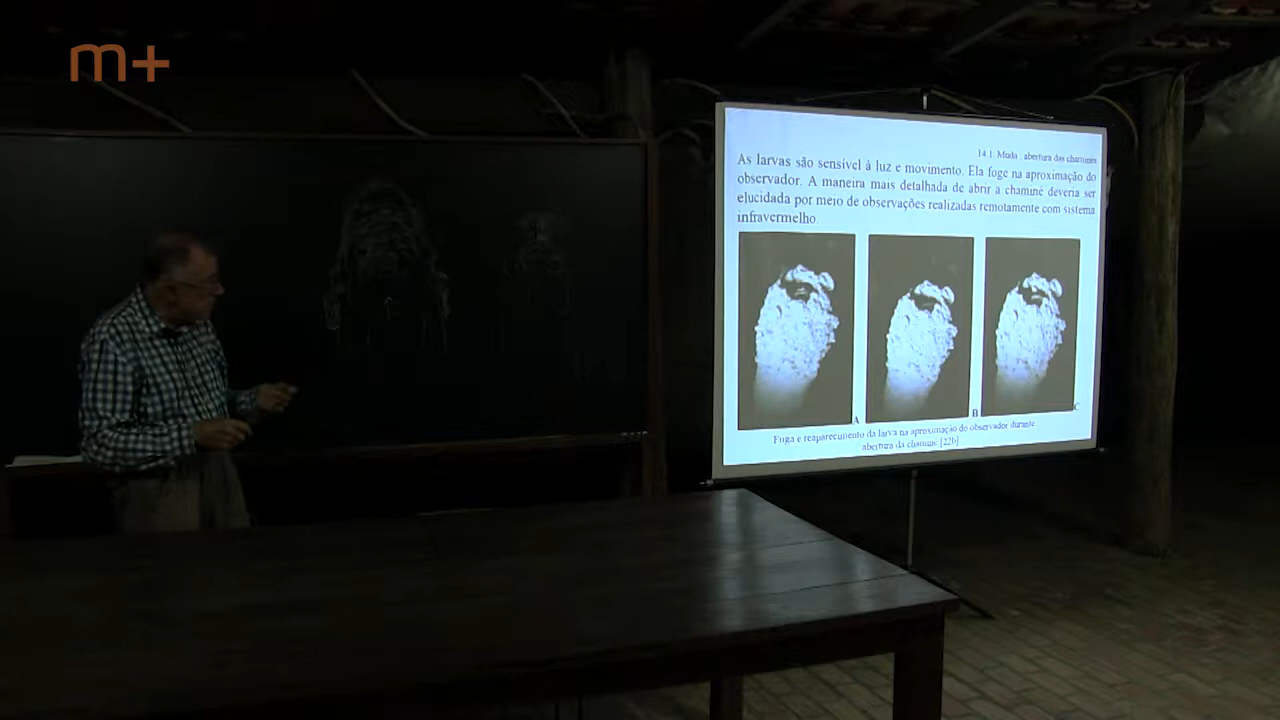 m+
14.1. Muda : abertura das chaminés
As larvas são sensível à luz e movimento. Ela foge na aproximação do
observador. A maneira mais detalhada de abrir a chaminé deveria ser
elucidada por meio de observações realizadas remotamente com sistema
infravermelho.
A B C
Fuga e reaparecimento da larva na aproximação do observador durante
abertura da chaminé [22b]